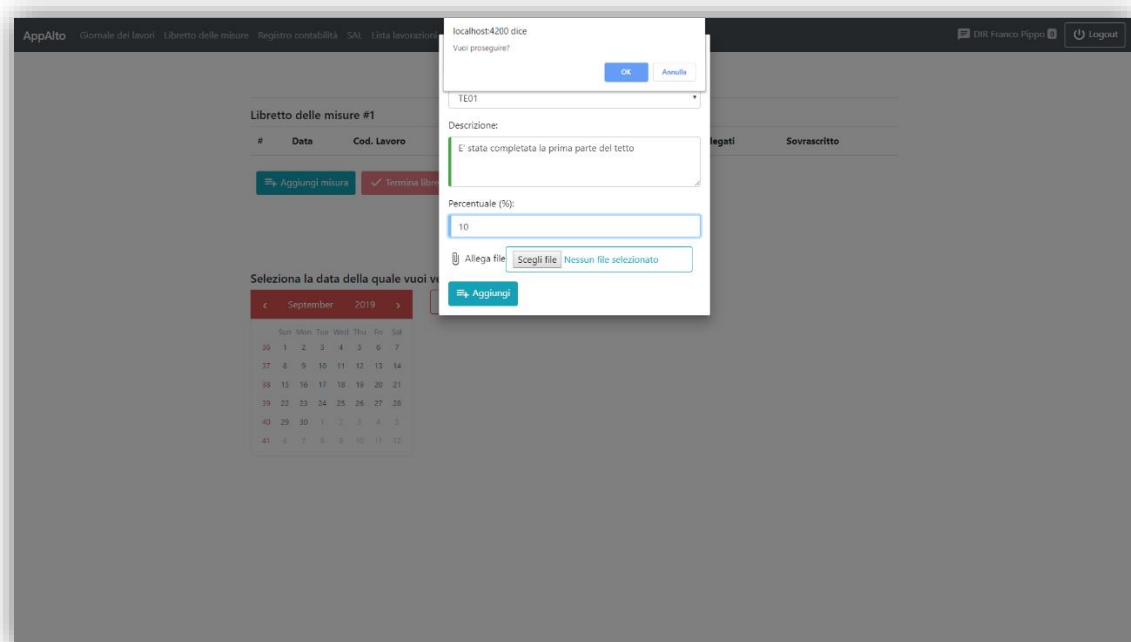 AppAlto Giornale dei lavori Libretto delle misure Registro contabilità SAL Lista lavorazioni
DIR Franco Pippo 0 Logout
localhost:4200 dice
Vuoi proseguire?
OK Annulla
TE01
Libretto delle misure #1
Descrizione:
# Data Cod. Lavoro legati Sovrascritto
E' stata completata la prima parte del tetto
Aggiungi misura Termina libre
Percentuale (%):
10
Allega file Scegli file Nessun file selezionato
Seleziona la data della quale vuoi ve
Aggiungi
‹ September 2019 ›
Sun Mon Tue Wed Thu Fri Sat
36 1 2 3 4 5 6 7
37 8 9 10 11 12 13 14
38 15 16 17 18 19 20 21
39 22 23 24 25 26 27 28
40 29 30 1 2 3 4 5
41 6 7 8 9 10 11 12